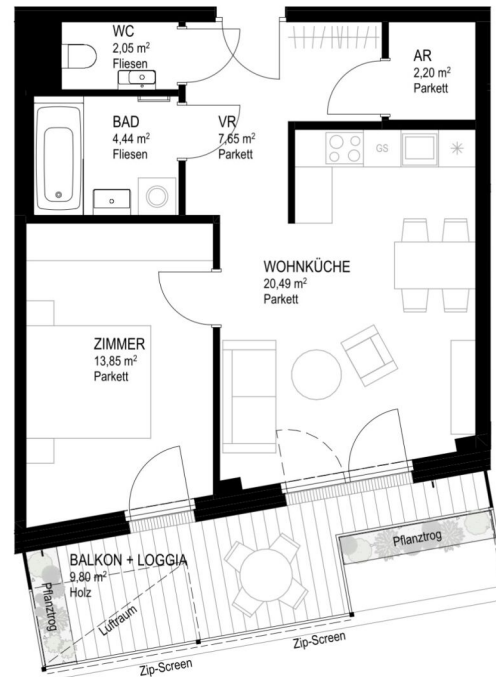 WC
2,05 m²
Fliesen
AR
2,20 m²
Parkett
BAD
4,44 m²
Fliesen
VR
7,65 m²
Parkett
GS
WOHNKÜCHE
20,49 m²
Parkett
ZIMMER
13,85 m²
Parkett
BALKON + LOGGIA
9,80 m²
Holz
Pflanztrog
Pflanztrog
Luftraum
Zip-Screen
Zip-Screen